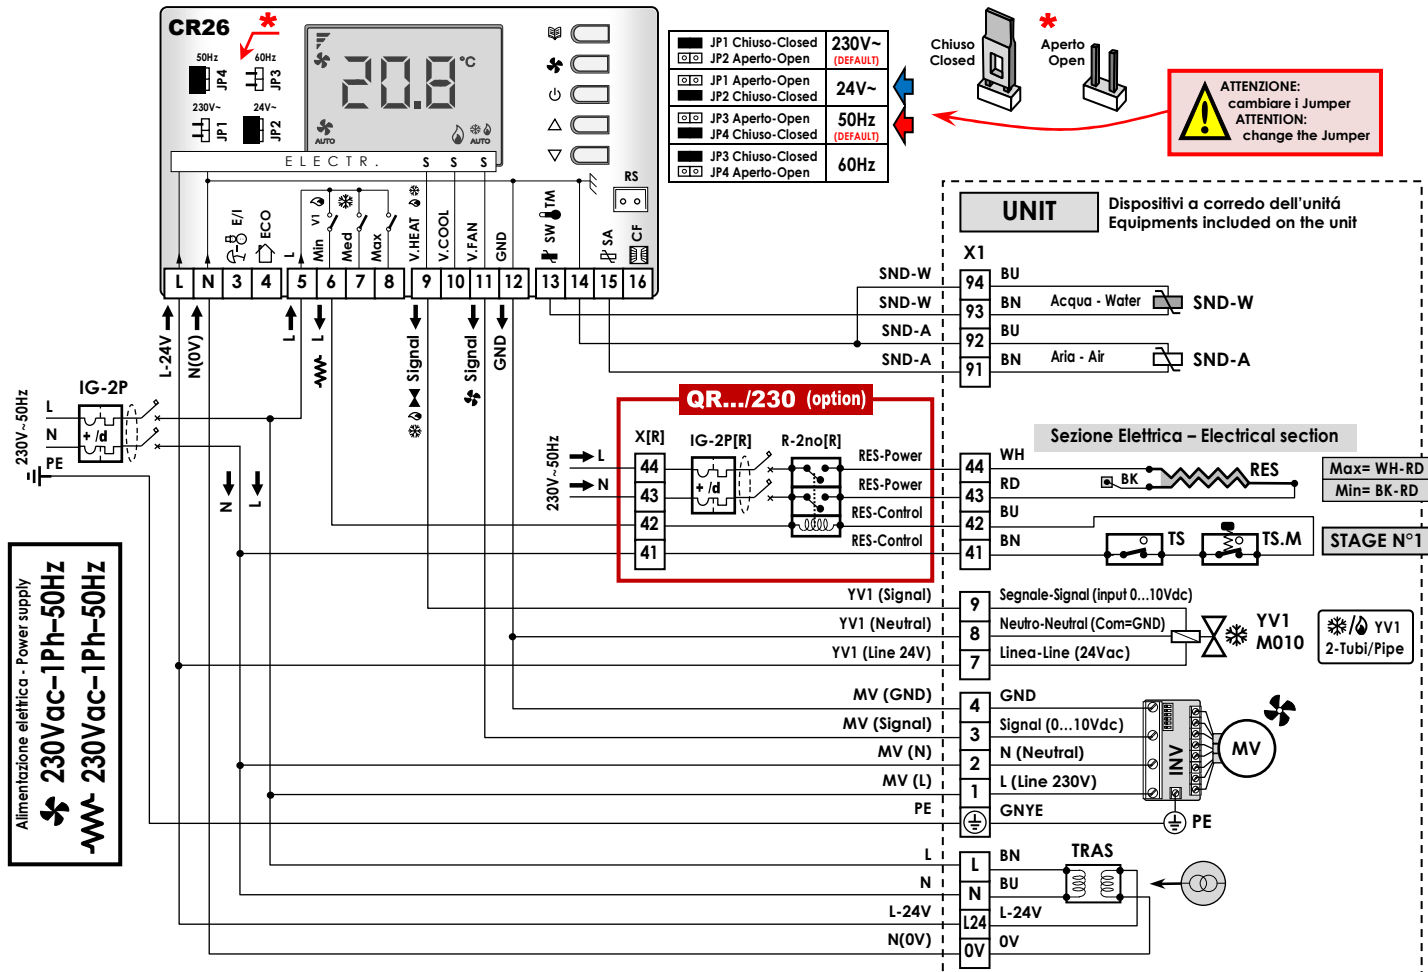 CR26
*
50Hz
JP4
60Hz
JP3
230V~
JP1
24V~
JP2
20.8 °C
AUTO
AUTO
ELECTR.
S S S
JP1 Chiuso-Closed
JP2 Aperto-Open
230V~
(DEFAULT)
JP1 Aperto-Open
JP2 Chiuso-Closed
24V~
JP3 Aperto-Open
JP4 Chiuso-Closed
50Hz
(DEFAULT)
JP3 Chiuso-Closed
JP4 Aperto-Open
60Hz
Chiuso
Closed
*
Aperto
Open
ATTENZIONE:
cambiare i Jumper
ATTENTION:
change the Jumper
E/I
ECO
L
Min
V1
Med
Max
V.HEAT
V.COOL
V.FAN
GND
SW
TM
SA
CF
RS
L N 3 4 5 6 7 8 9 10 11 12 13 14 15 16
L-24V
N(0V)
L
L
Signal
Signal
GND
UNIT
Dispositivi a corredo dell'unitá
Equipments included on the unit
X1
SND-W 94 BU
SND-W 93 BN
Acqua - Water
SND-W
SND-A 92 BU
SND-A 91 BN
Aria - Air
SND-A
IG-2P
230V~50Hz
L
N
PE
+ /d
N
L
QR.../230 (option)
X[R]
IG-2P[R]
R-2no[R]
230V~50Hz
L
N
44
43
42
41
+ /d
RES-Power
RES-Power
RES-Control
RES-Control
Sezione Elettrica – Electrical section
44 WH
43 RD
42 BU
41 BN
BK
RES
Max= WH-RD
Min= BK-RD
TS
TS.M
STAGE N°1
Alimentazione elettrica - Power supply
230Vac-1Ph-50Hz
230Vac-1Ph-50Hz
YV1 (Signal) 9 Segnale-Signal (input 0...10Vdc)
YV1 (Neutral) 8 Neutro-Neutral (Com=GND)
YV1 (Line 24V) 7 Linea-Line (24Vac)
YV1
M010
YV1
2-Tubi/Pipe
MV (GND) 4 GND
MV (Signal) 3 Signal (0...10Vdc)
MV (N) 2 N (Neutral)
MV (L) 1 L (Line 230V)
PE GNYE
INV
MV
PE
L L BN
N N BU
L-24V L24 L-24V
N(0V) 0V 0V
TRAS